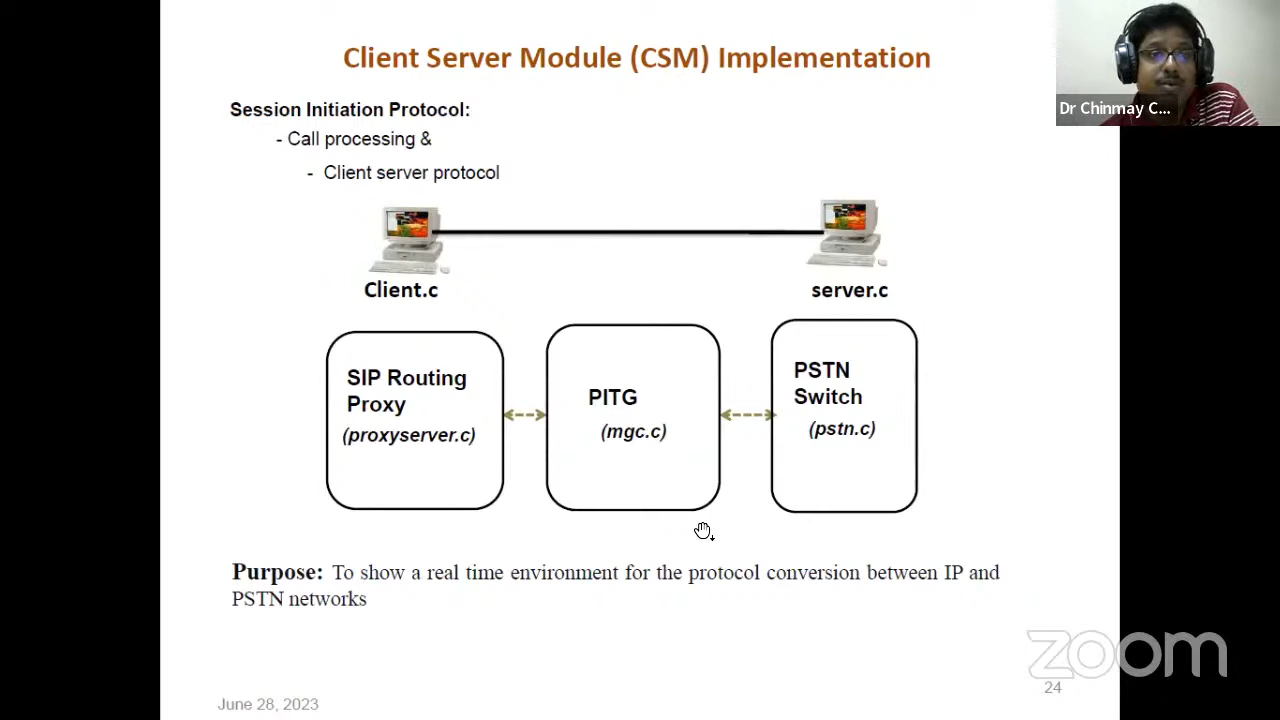 Client Server Module (CSM) Implementation
Dr Chinmay C...
Session Initiation Protocol:
- Call processing &
- Client server protocol
Client.c
server.c
SIP Routing
Proxy
(proxyserver.c)
PITG
(mgc.c)
PSTN
Switch
(pstn.c)
Purpose: To show a real time environment for the protocol conversion between IP and
PSTN networks
zoom
24
June 28, 2023